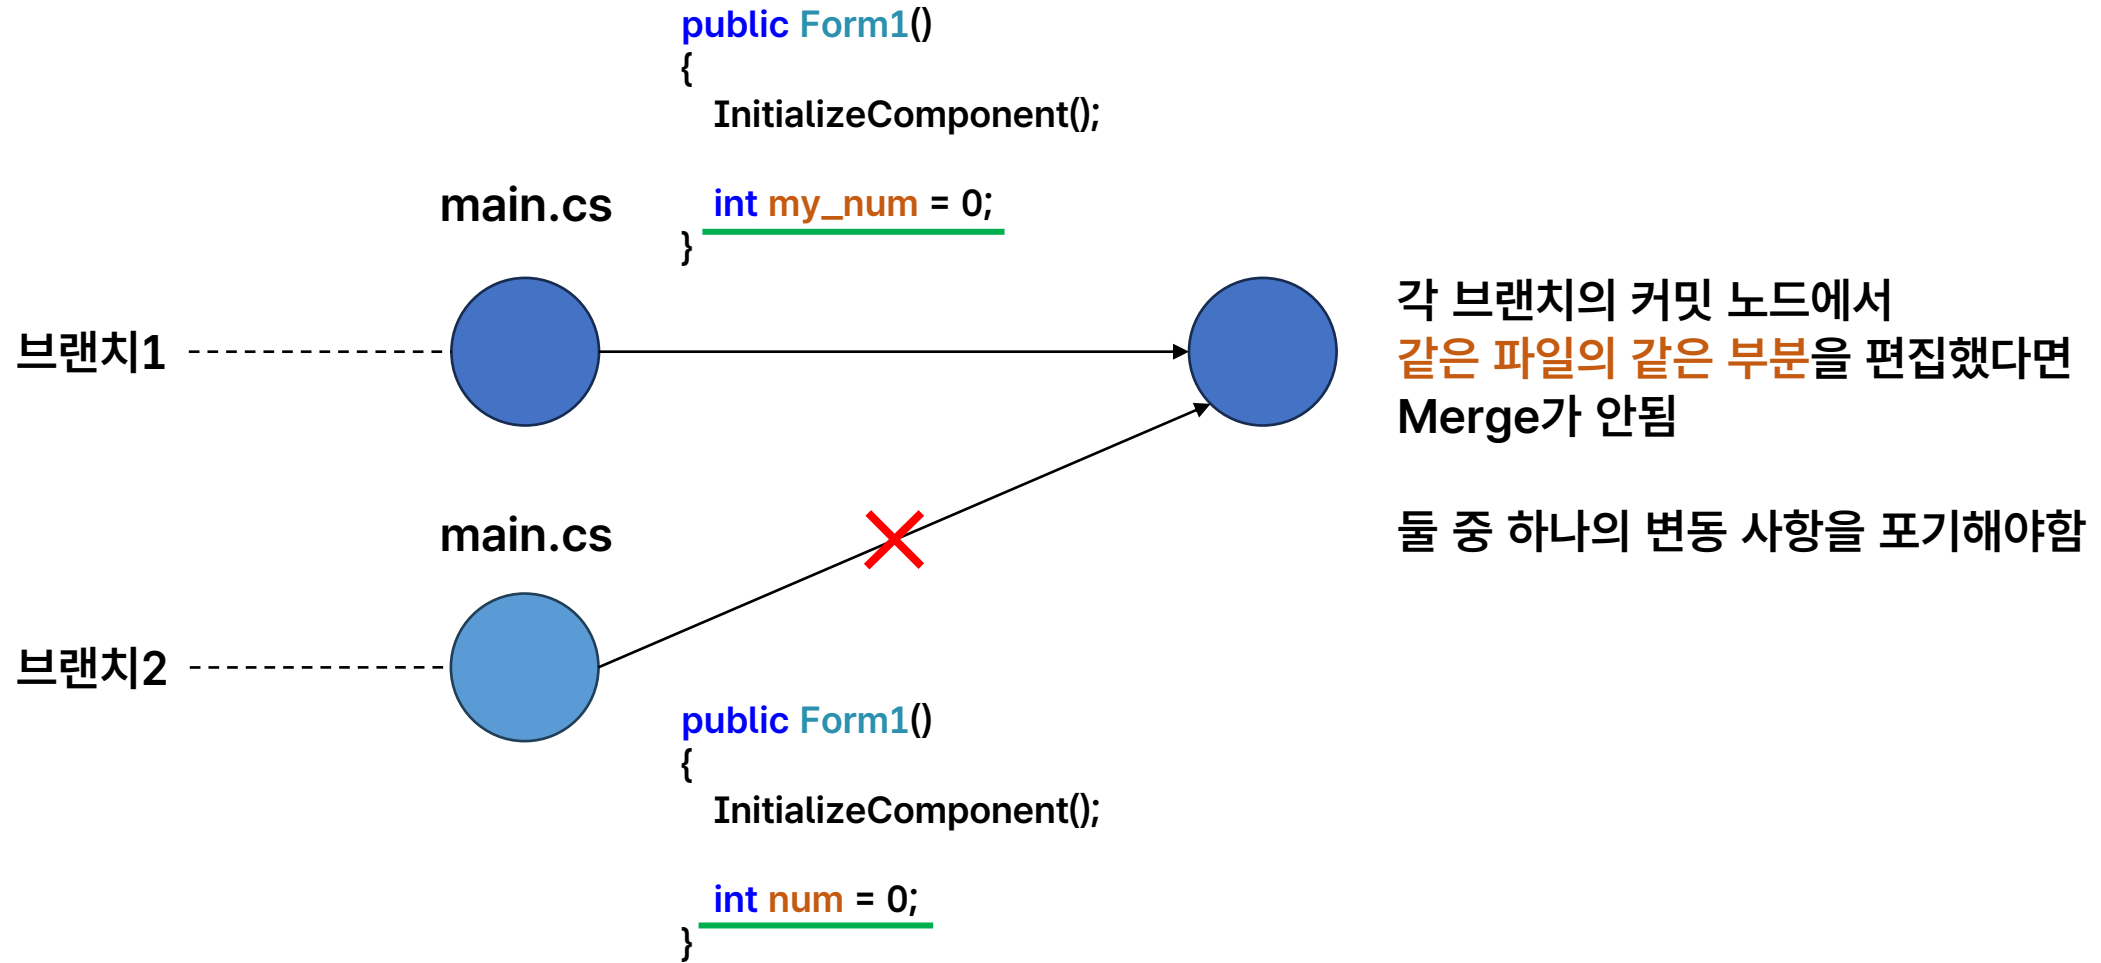 public Form1()
{
InitializeComponent();
int my_num = 0;
}
main.cs
브랜치1
각 브랜치의 커밋 노드에서
같은 파일의 같은 부분을 편집했다면
Merge가 안됨
둘 중 하나의 변동 사항을 포기해야함
main.cs
브랜치2
public Form1()
{
InitializeComponent();
int num = 0;
}